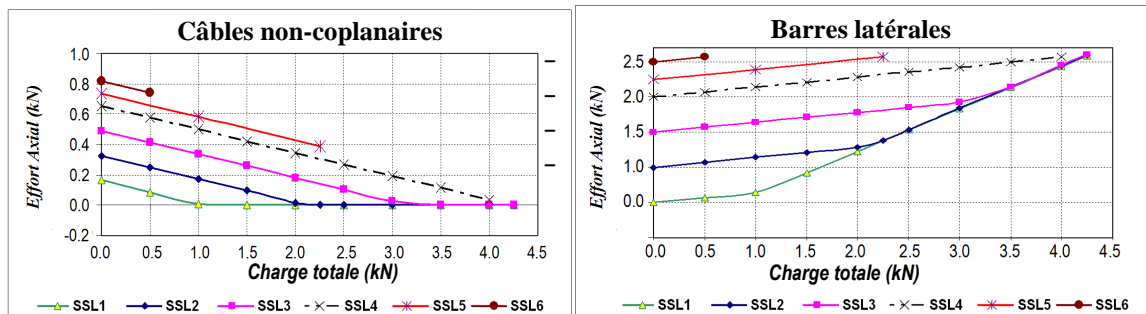 Câbles non-coplanaires
Effort Axial (kN)
1.0
0.8
0.6
0.4
0.2
0.0
-0.2
0.0 0.5 1.0 1.5 2.0 2.5 3.0 3.5 4.0 4.5
Charge totale (kN)
SSL1 SSL2 SSL3 SSL4 SSL5 SSL6
Barres latérales
Effort Axial (kN)
2.5
2.0
1.5
1.0
0.0
0.0 0.5 1.0 1.5 2.0 2.5 3.0 3.5 4.0 4.5
Charge totale (kN)
SSL1 SSL2 SSL3 SSL4 SSL5 SSL6